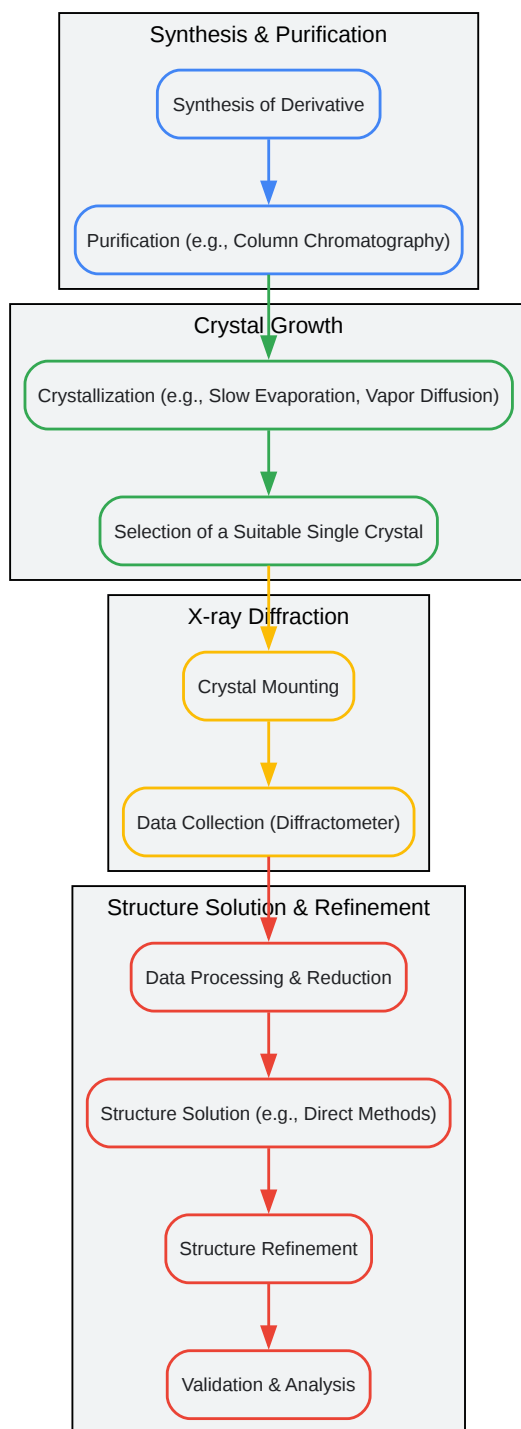 Synthesis & Purification
Synthesis of Derivative
Purification (e.g., Column Chromatography)
Crystal Growth
Crystallization (e.g., Slow Evaporation, Vapor Diffusion)
Selection of a Suitable Single Crystal
X-ray Diffraction
Crystal Mounting
Data Collection (Diffractometer)
Structure Solution & Refinement
Data Processing & Reduction
Structure Solution (e.g., Direct Methods)
Structure Refinement
Validation & Analysis